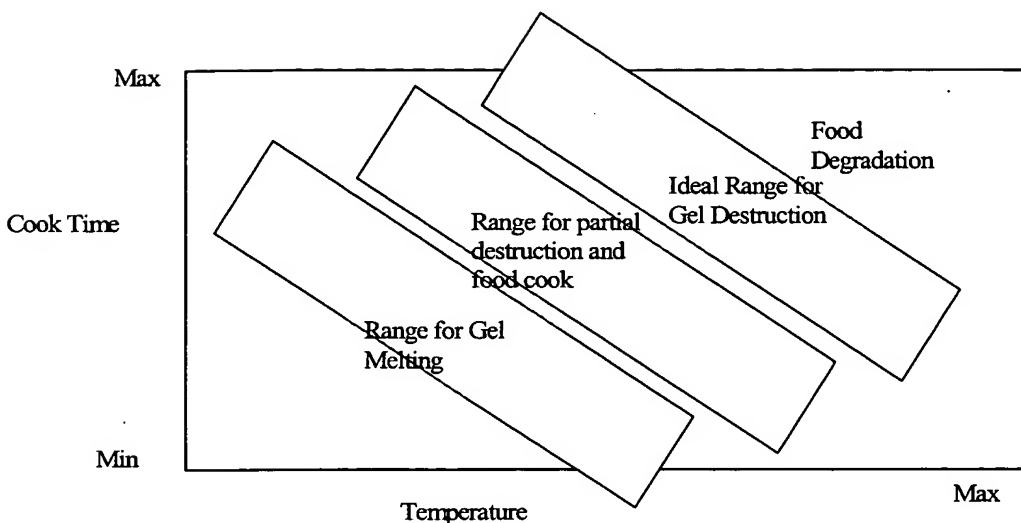 Max
Food
Degradation
Ideal Range for
Gel Destruction
Cook Time
Range for partial
destruction and
food cook
Range for Gel
Melting
Min
Max
Temperature